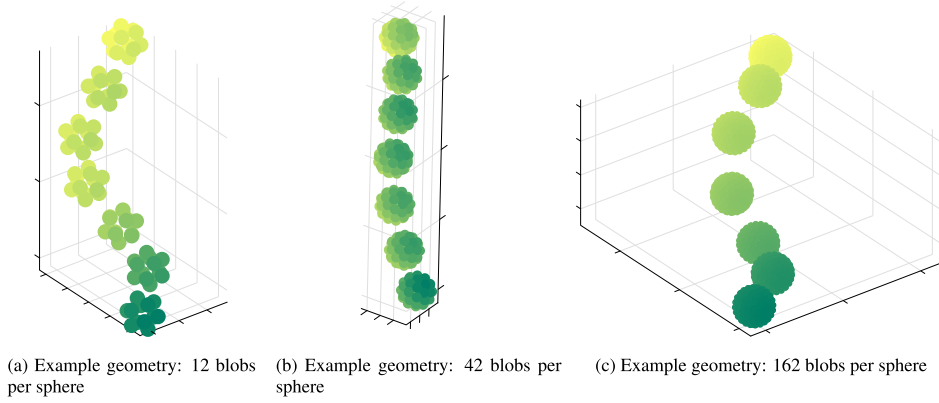 (a) Example geometry: 12 blobs
per sphere
(b) Example geometry: 42 blobs per
sphere
(c) Example geometry: 162 blobs per sphere